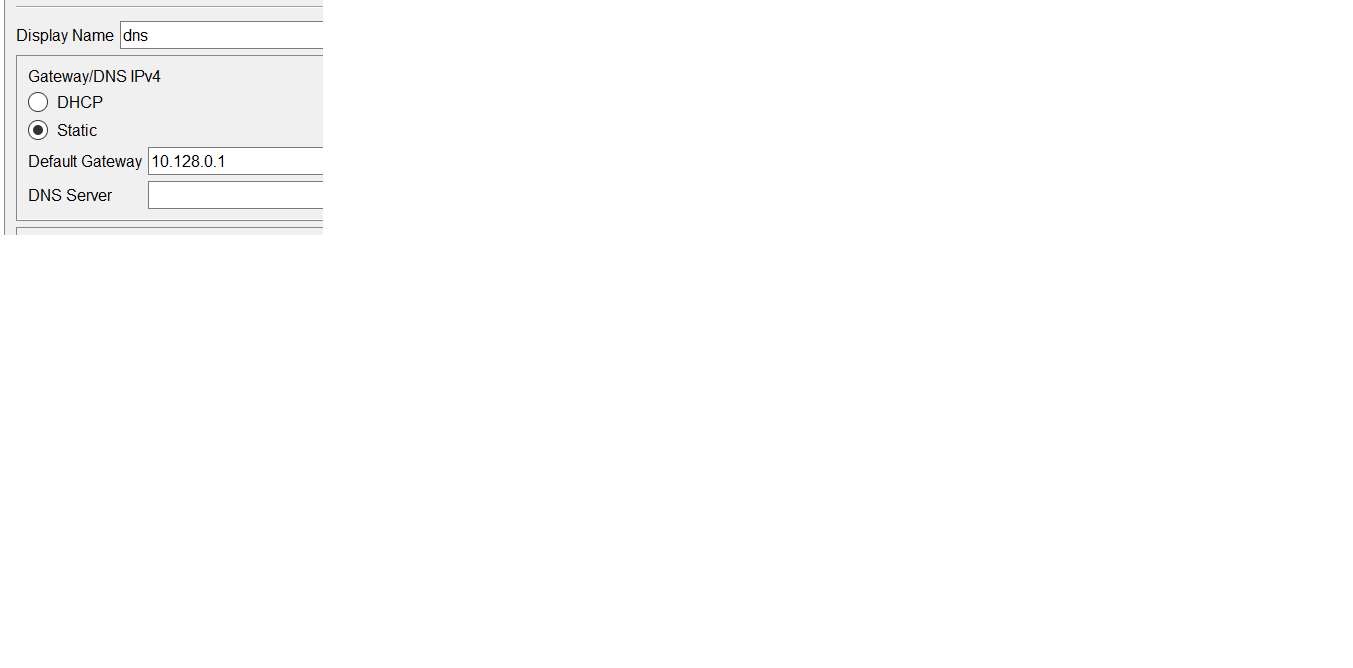 Display Name dns
Gateway/DNS IPv4
DHCP
Static
Default Gateway 10.128.0.1
DNS Server